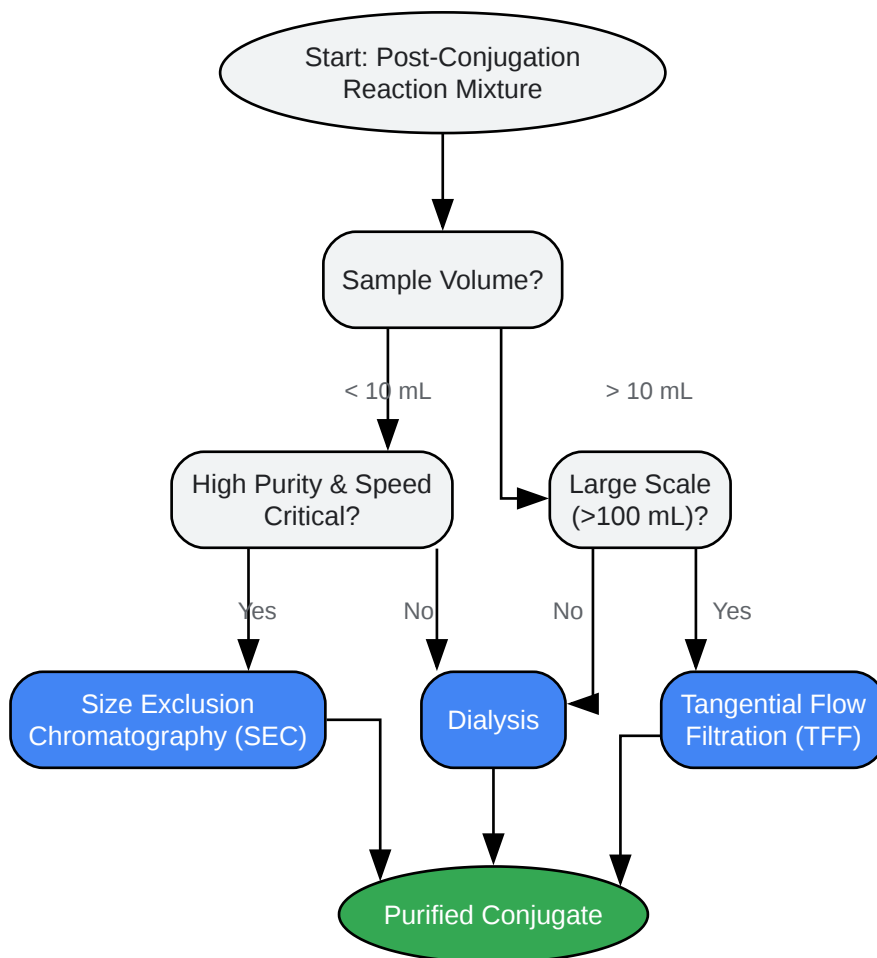 Start: Post-Conjugation
Reaction Mixture
Sample Volume?
< 10 mL
> 10 mL
High Purity & Speed
Critical?
Large Scale
(>100 mL)?
Yes
No
No
Yes
Size Exclusion
Chromatography (SEC)
Dialysis
Tangential Flow
Filtration (TFF)
Purified Conjugate